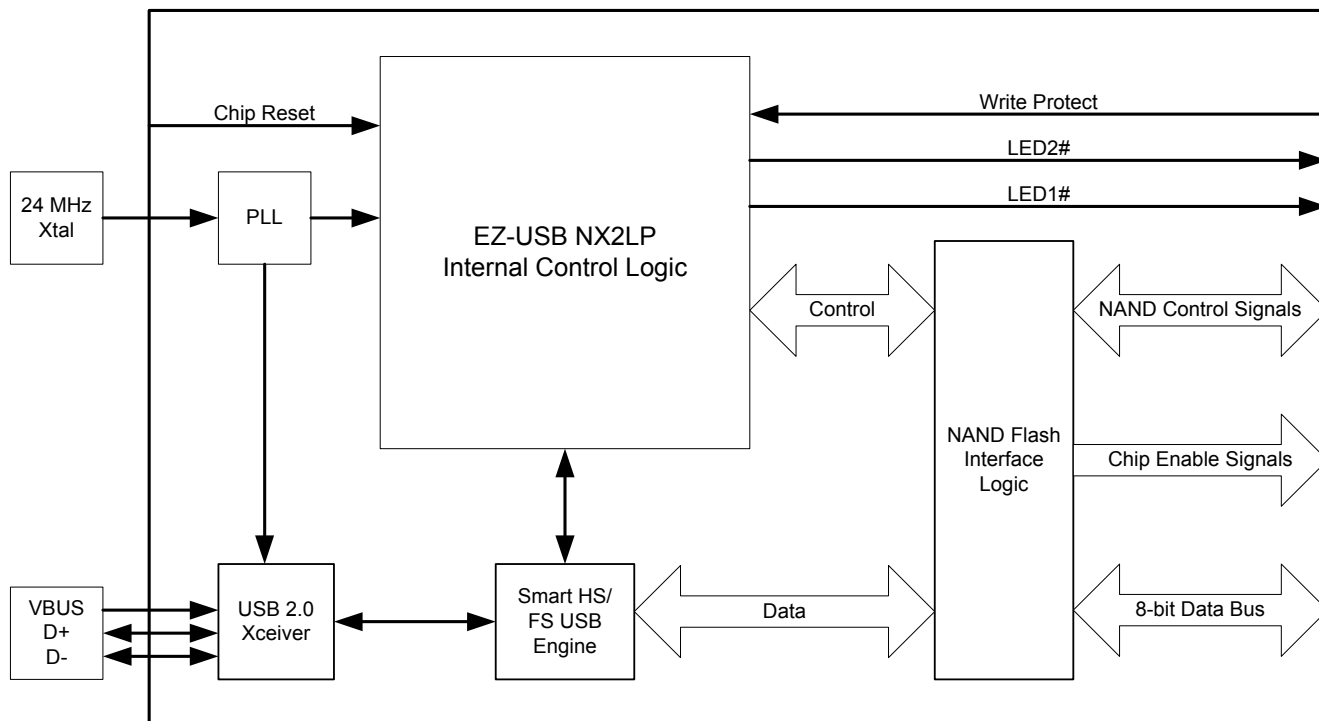 Chip Reset
Write Protect
LED2#
LED1#
24 MHz
Xtal
PLL
EZ-USB NX2LP
Internal Control Logic
Control
NAND Control Signals
NAND Flash
Interface
Logic
Chip Enable Signals
VBUS
D+
D-
USB 2.0
Xceiver
Smart HS/
FS USB
Engine
Data
8-bit Data Bus